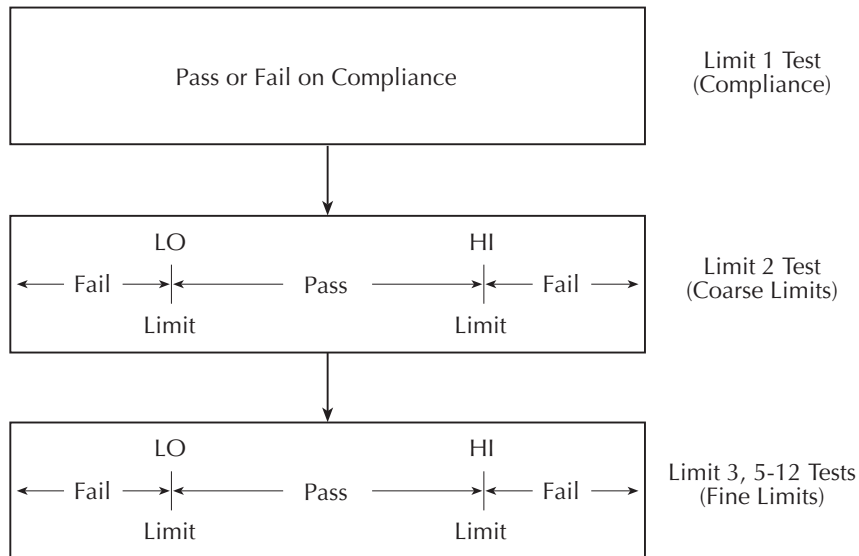 Pass or Fail on Compliance
Limit 1 Test
(Compliance)
LO HI
Fail Pass Fail
Limit Limit
Limit 2 Test
(Coarse Limits)
LO HI
Fail Pass Fail
Limit Limit
Limit 3, 5-12 Tests
(Fine Limits)